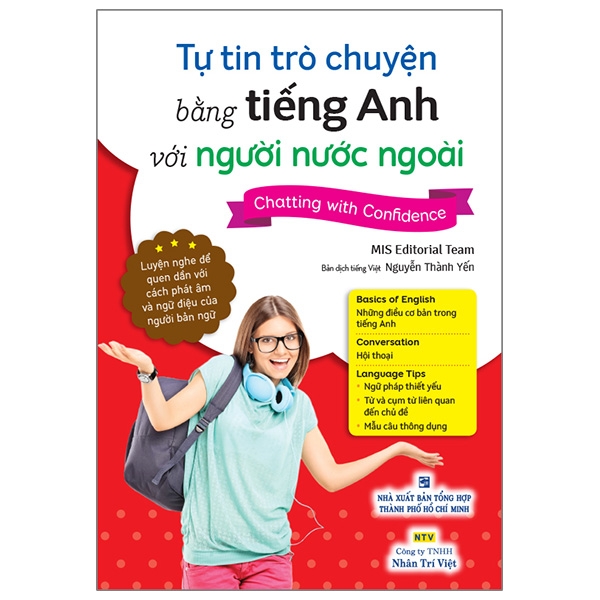 Tự tin trò chuyện
bằng tiếng Anh
với người nước ngoài
Chatting with Confidence
MIS Editorial Team
Bản dịch tiếng Việt Nguyễn Thành Yến
Luyện nghe để
quen dần với
cách phát âm
và ngữ điệu của
người bản ngữ
Basics of English
Những điều cơ bản trong
tiếng Anh
Conversation
Hội thoại
Language Tips
• Ngữ pháp thiết yếu
• Từ và cụm từ liên quan
đến chủ đề
• Mẫu câu thông dụng
NHÀ XUẤT BẢN TỔNG HỢP
THÀNH PHỐ HỒ CHÍ MINH
NTV
Công ty TNHH
Nhân Trí Việt